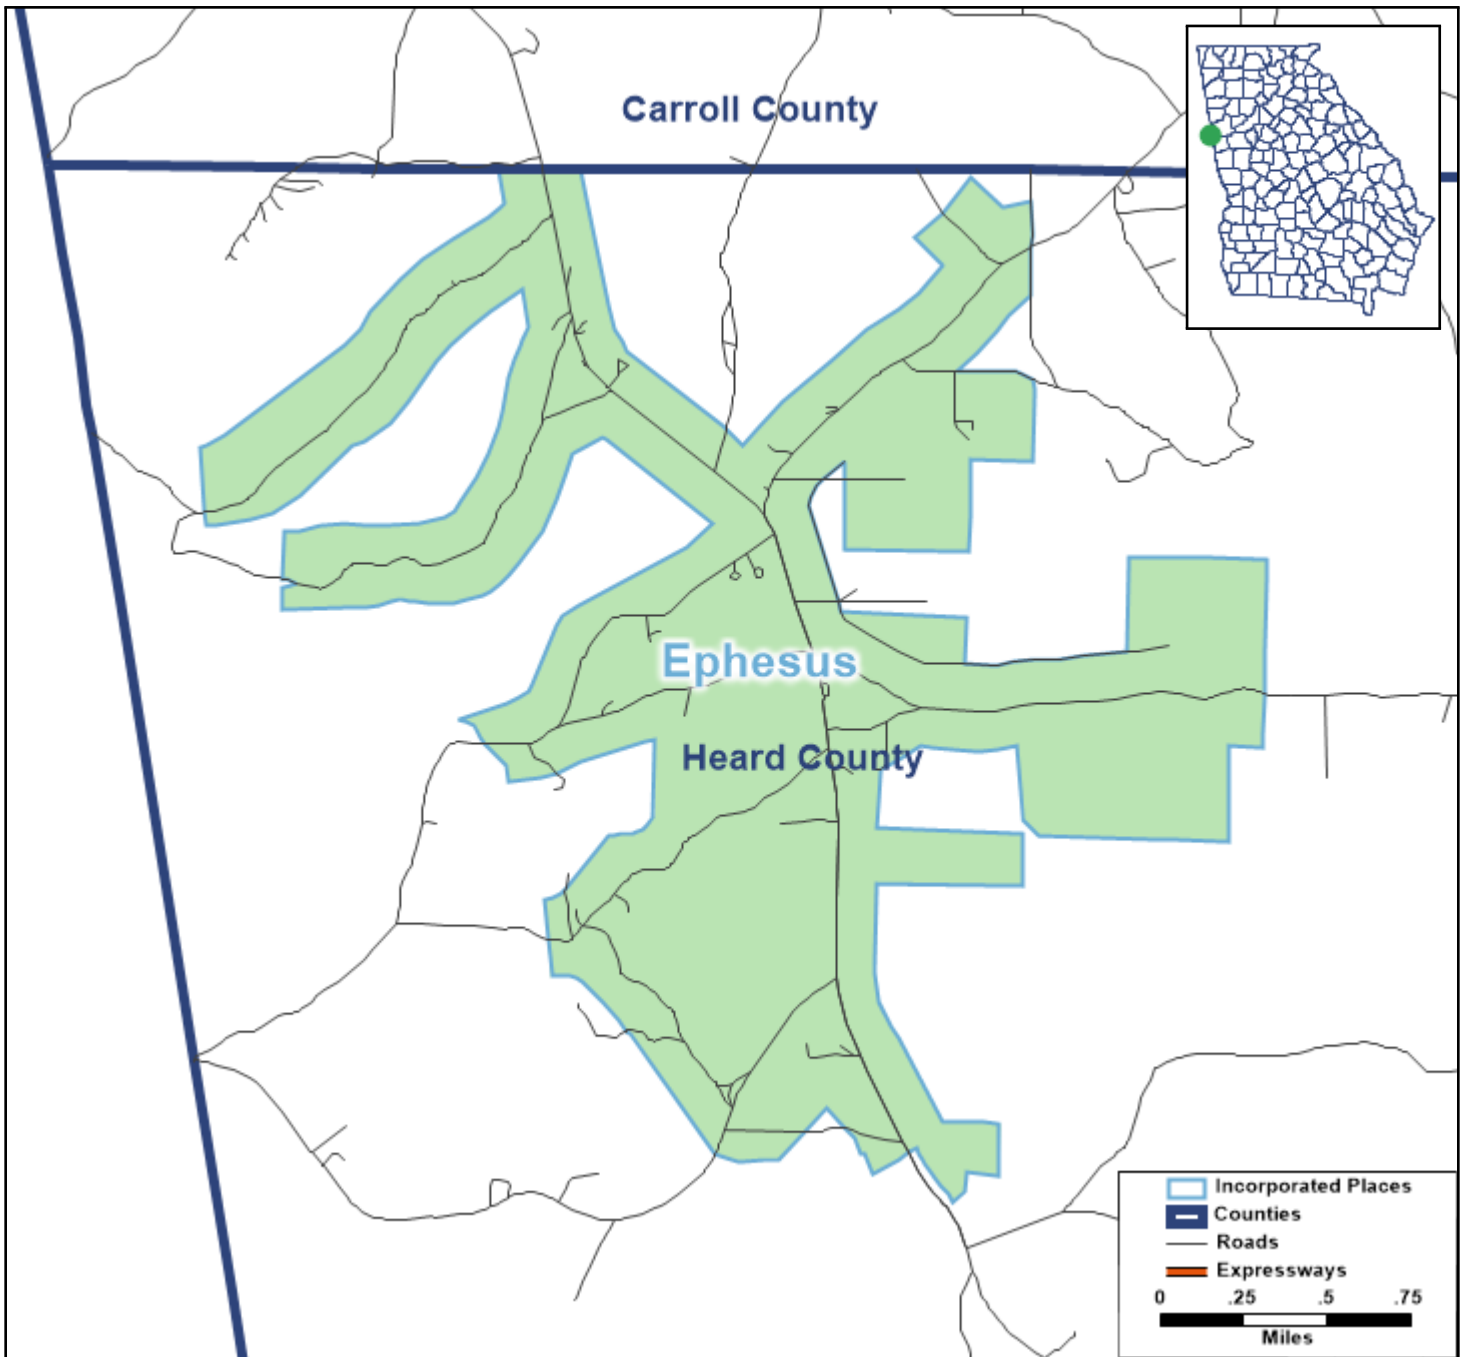 Carroll County
Ephesus
Heard County
Incorporated Places
Counties
Roads
Expressways
0 .25 .5 .75
Miles